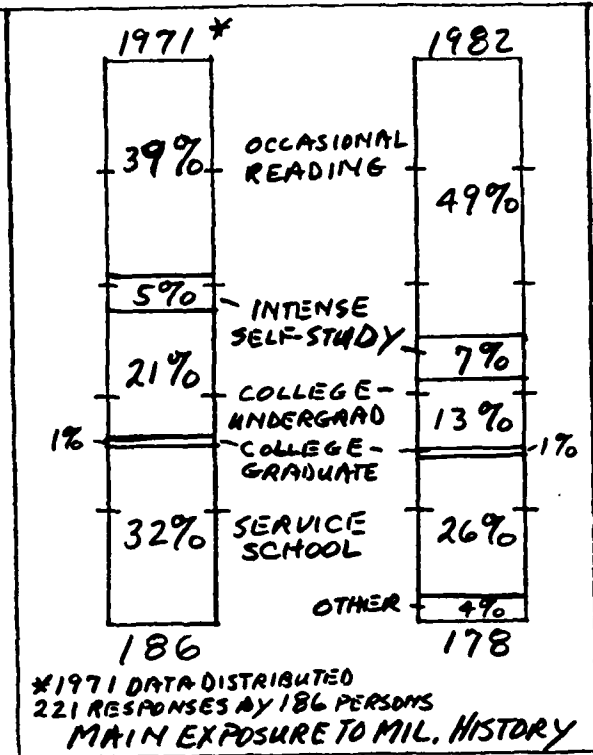 1971 *
1982
39%
OCCASIONAL
READING
49%
5%
INTENSE
SELF-STUDY
7%
21%
COLLEGE-
UNDERGRAD
13%
1%
COLLEGE-
GRADUATE
1%
32%
SERVICE
SCHOOL
26%
OTHER
4%
186
178
*1971 DATA DISTRIBUTED
221 RESPONSES BY 186 PERSONS
MAIN EXPOSURE TO MIL. HISTORY